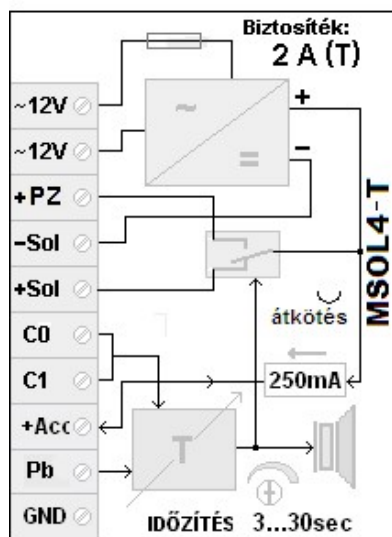 Biztosíték:
2 A (T)
~12V
~12V
+PZ
-Sol
+Sol
C0
C1
+Acc
Pb
GND
~
=
+
-
MSOL4-T
átkötés
250mA
T
IDŐZÍTÉS 3...30sec